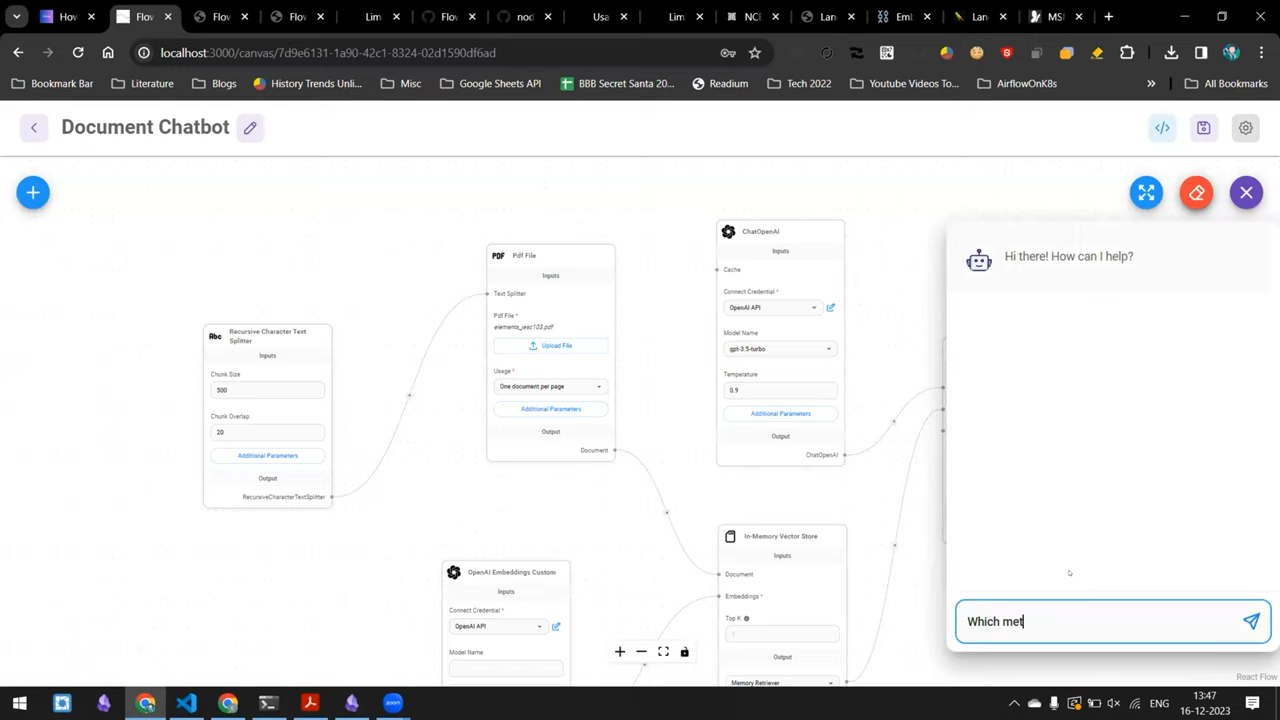 Hov
Flow
Flow
Flow
Lim
Flow
nod
Usa
Lim
NCI
Lan
Emb
Lan
MSI
localhost:3000/canvas/7d9e6131-1a90-42c1-8324-02d1590df6ad
Bookmark Bar
Literature
Blogs
History Trends Unli...
Misc
Google Sheets API
BBB Secret Santa 20...
Readium
Tech 2022
Youtube Videos To...
AirflowOnK8s
»
All Bookmarks
Document Chatbot
Hi there! How can I help?
Which met
Recursive Character Text
Splitter
Inputs
Chunk Size
500
Chunk Overlap
20
Additional Parameters
Output
RecursiveCharacterTextSplitter
PDF Pdf File
Inputs
Text Splitter
Pdf File *
elements_iesc103.pdf
Upload File
Usage *
One document per page
Additional Parameters
Output
Document
ChatOpenAI
Inputs
Cache
Connect Credential *
OpenAI API
Model Name
gpt-3.5-turbo
Temperature
0.9
Additional Parameters
Output
ChatOpenAI
OpenAI Embeddings Custom
Inputs
Connect Credential *
OpenAI API
Model Name
In-Memory Vector Store
Inputs
Document
Embeddings *
Top K
Output
Memory Retriever
React Flow
ENG
13:47
16-12-2023